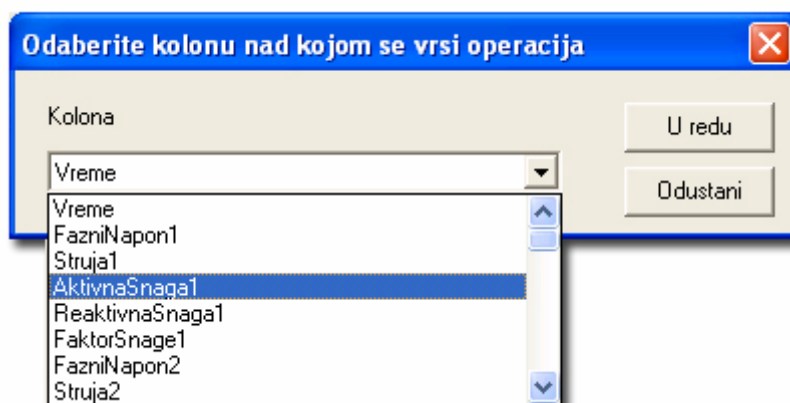 Odaberite kolonu nad kojom se vrsi operacija
Kolona
U redu
Vreme
Odustani
Vreme
FazniNapon1
Struja1
AktivnaSnaga1
ReaktivnaSnaga1
FaktorSnage1
FazniNapon2
Struja2